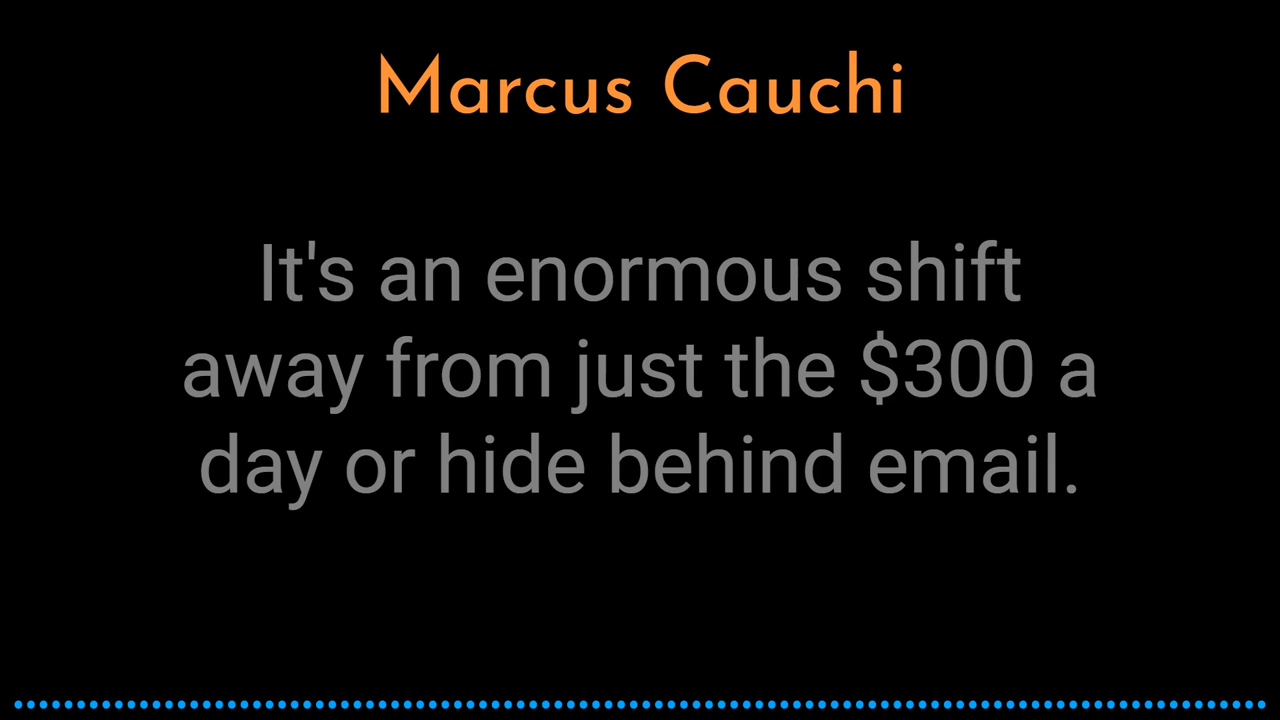 Marcus Cauchi
It's an enormous shift
away from just the $300 a
day or hide behind email.